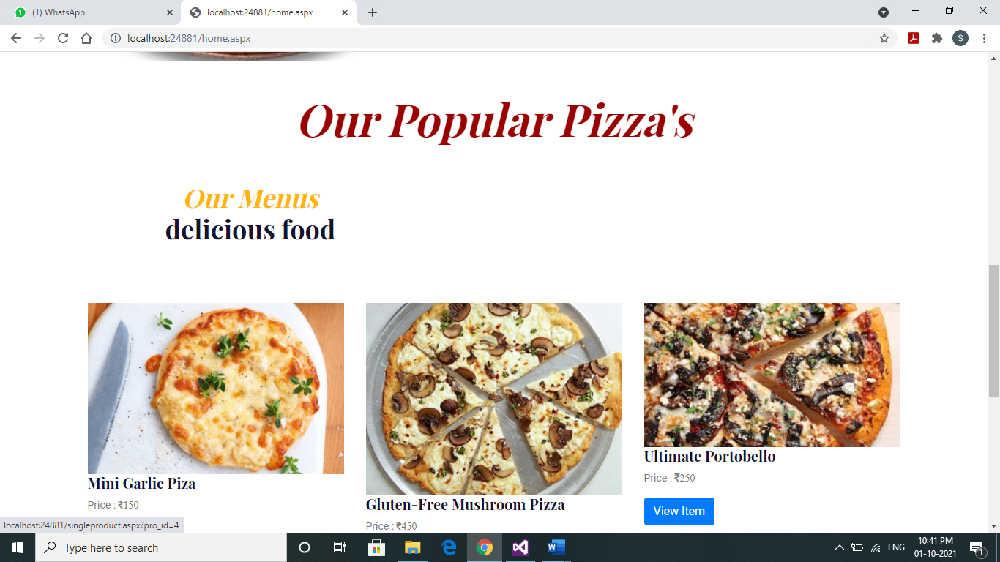 (1) WhatsApp
localhost:24881/home.aspx
localhost:24881/home.aspx
S
Our Popular Pizza's
Our Menus
delicious food
Mini Garlic Piza
Price : ₹150
Gluten-Free Mushroom Pizza
Price : ₹450
Ultimate Portobello
Price : ₹250
View Item
localhost:24881/singleproduct.aspx?pro_id=4
Type here to search
ENG
10:41 PM
01-10-2021
1